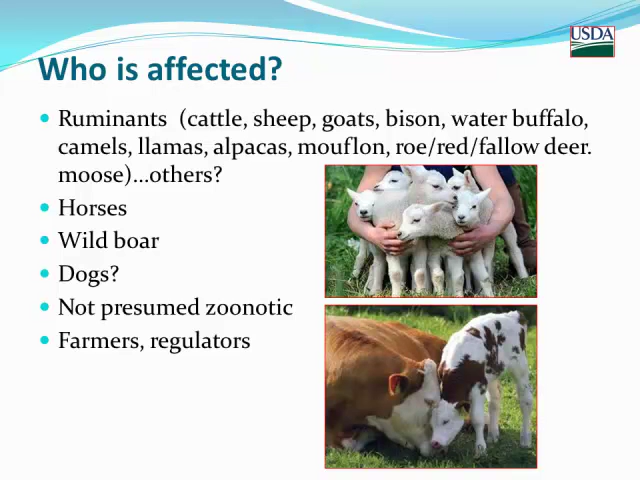 USDA
Who is affected?
• Ruminants (cattle, sheep, goats, bison, water buffalo,
camels, llamas, alpacas, mouflon, roe/red/fallow deer.
moose)...others?
• Horses
• Wild boar
• Dogs?
• Not presumed zoonotic
• Farmers, regulators